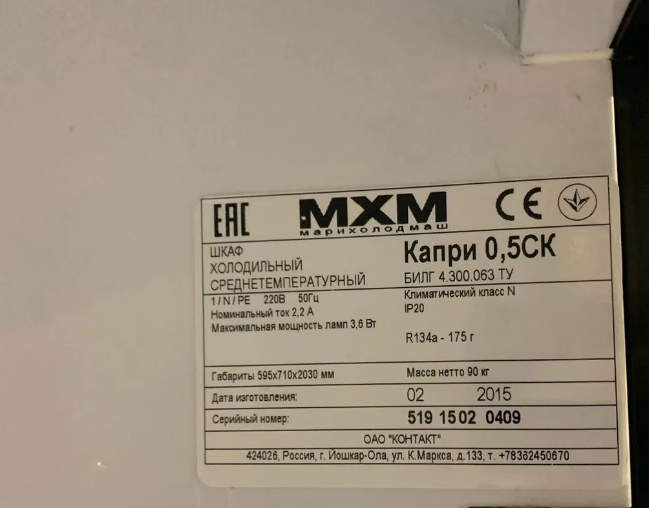 ЕАС МХМ СЕ
марихолодмаш
ШКАФ
ХОЛОДИЛЬНЫЙ
СРЕДНЕТЕМПЕРАТУРНЫЙ
Капри 0,5СК
БИЛГ 4.300.063 ТУ
1/N/PE 220В 50Гц
Номинальный ток 2,2 А
Максимальная мощность ламп 3,6 Вт
Климатический класс N
IP20
R134a - 175 г
Габариты 595х710х2030 мм Масса нетто 90 кг
Дата изготовления: 02 2015
Серийный номер: 519 1502 0409
ОАО "КОНТАКТ"
424026, Россия, г. Йошкар-Ола, ул. К.Маркса, д.133, т. +78362450670